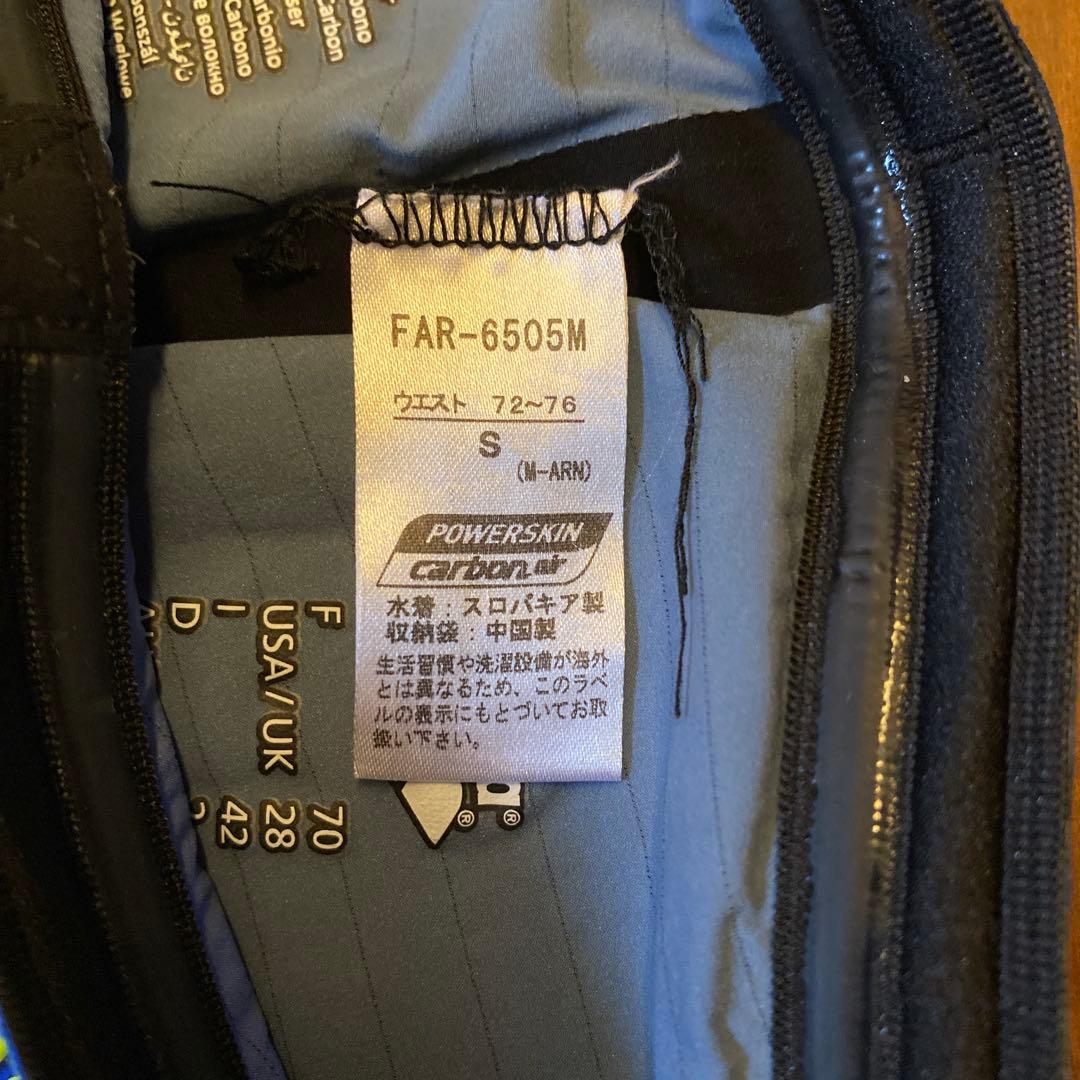 FAR-6505M
ウエスト 72~76
S
(M-ARN)
POWERSKIN
carbon air
水着:スロバキア製
収納袋:中国製
生活習慣や洗濯設備が海外
とは異なるため、このラベ
ルの表示にもとづいてお取
扱い下さい。
F 70
USA/UK 28
I 42
D
Carbon
Carbono
волокно
®
®